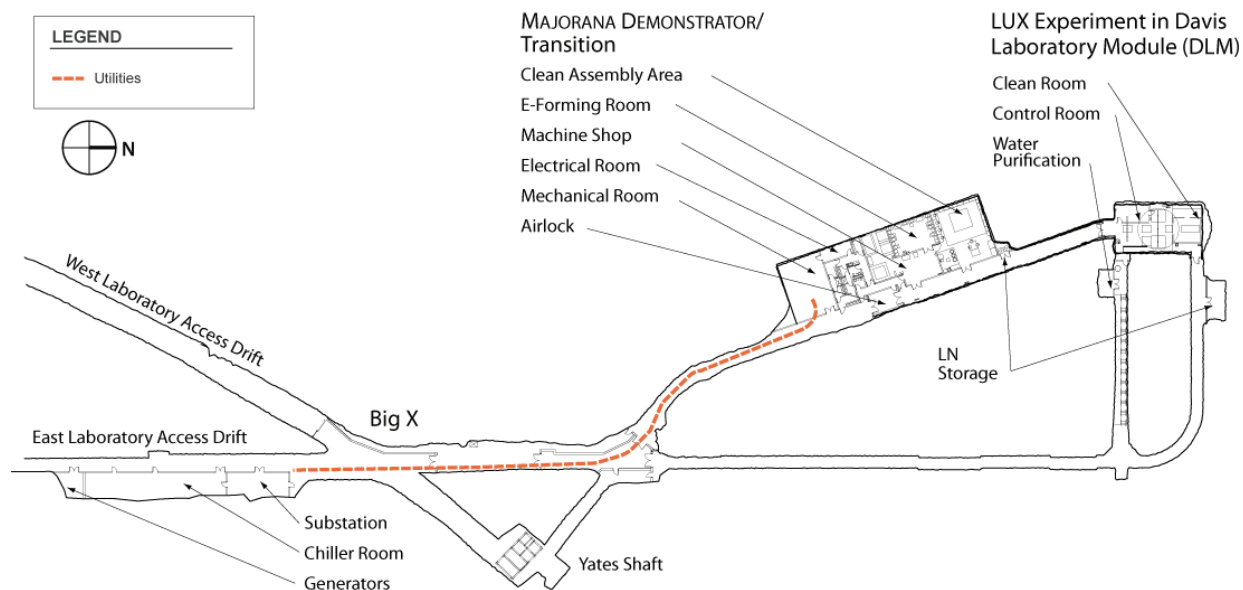 LEGEND
Utilities
N
MAJORANA DEMONSTRATOR/
Transition
Clean Assembly Area
E-Forming Room
Machine Shop
Electrical Room
Mechanical Room
Airlock
LUX Experiment in Davis
Laboratory Module (DLM)
Clean Room
Control Room
Water
Purification
LN
Storage
West Laboratory Access Drift
Big X
East Laboratory Access Drift
Substation
Chiller Room
Generators
Yates Shaft